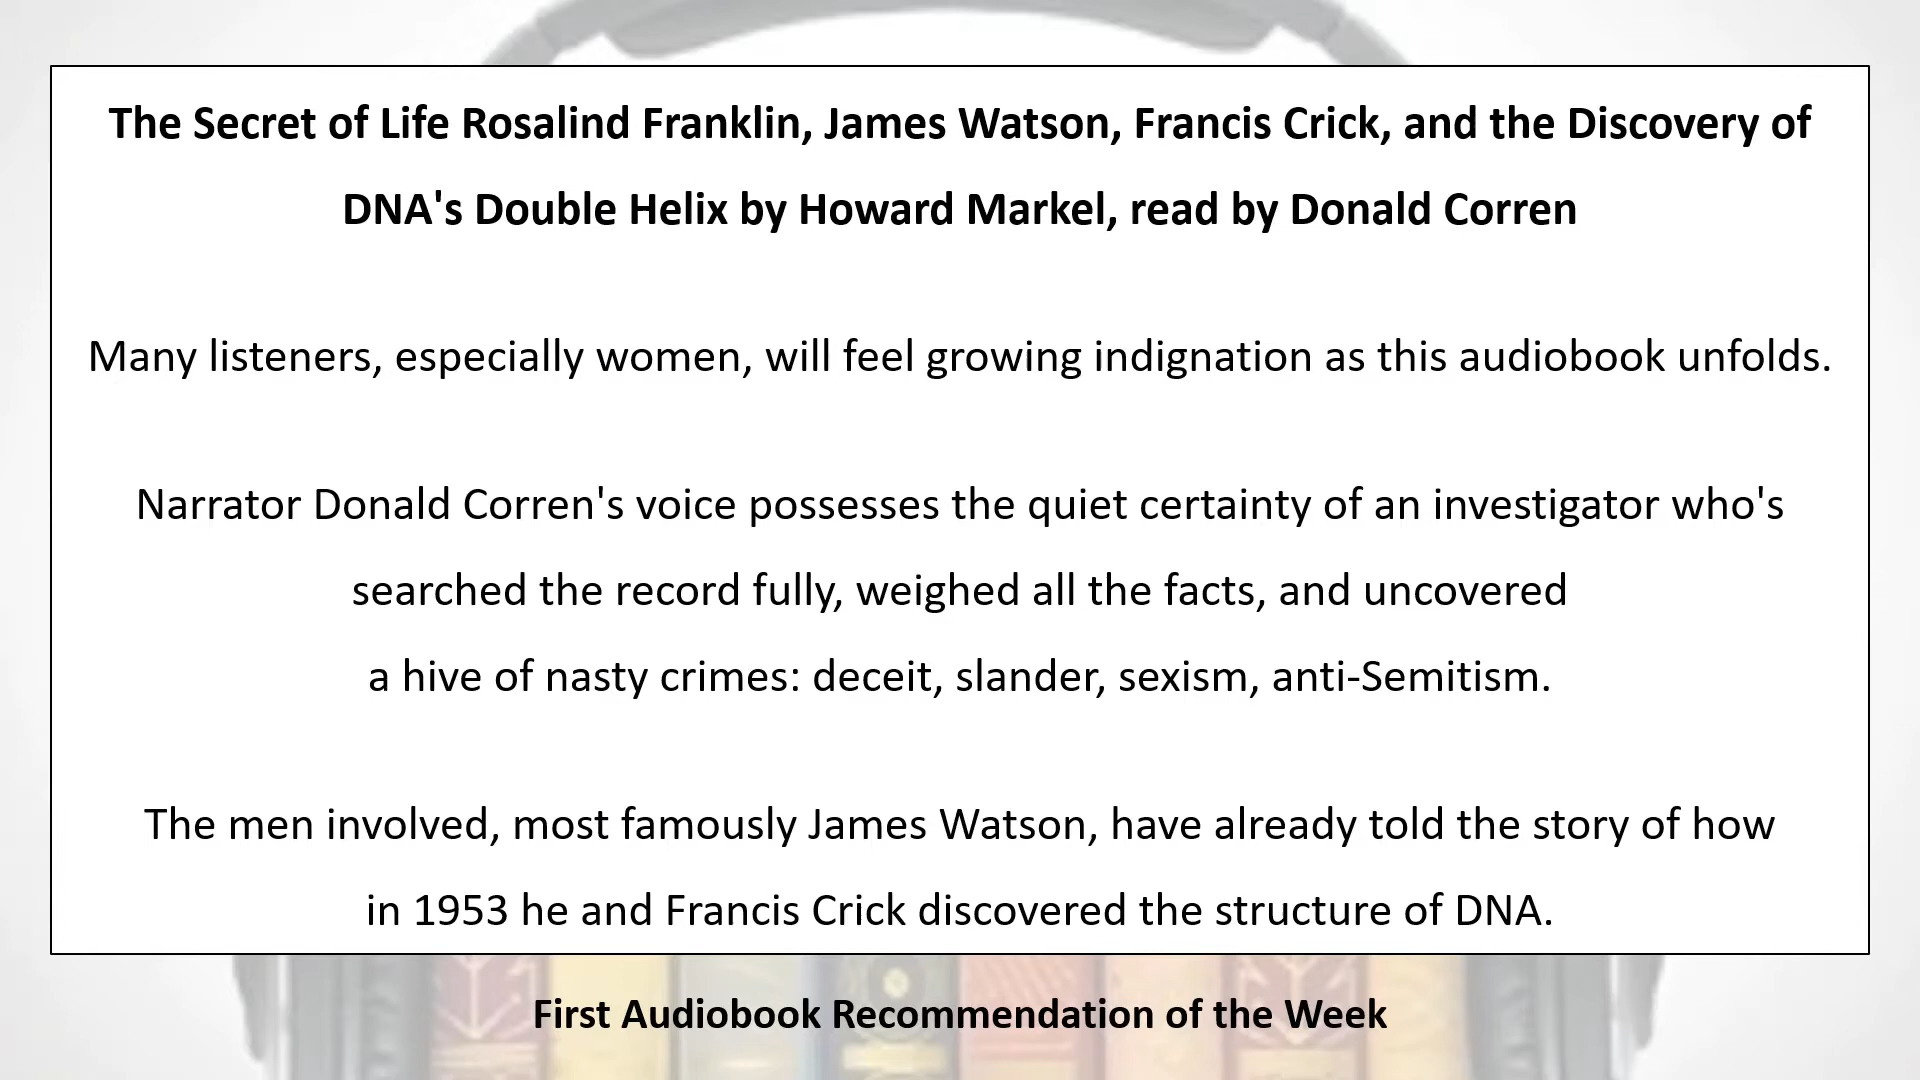 The Secret of Life Rosalind Franklin, James Watson, Francis Crick, and the Discovery of
DNA's Double Helix by Howard Markel, read by Donald Corren
Many listeners, especially women, will feel growing indignation as this audiobook unfolds.
Narrator Donald Corren's voice possesses the quiet certainty of an investigator who's
searched the record fully, weighed all the facts, and uncovered
a hive of nasty crimes: deceit, slander, sexism, anti-Semitism.
The men involved, most famously James Watson, have already told the story of how
in 1953 he and Francis Crick discovered the structure of DNA.
First Audiobook Recommendation of the Week